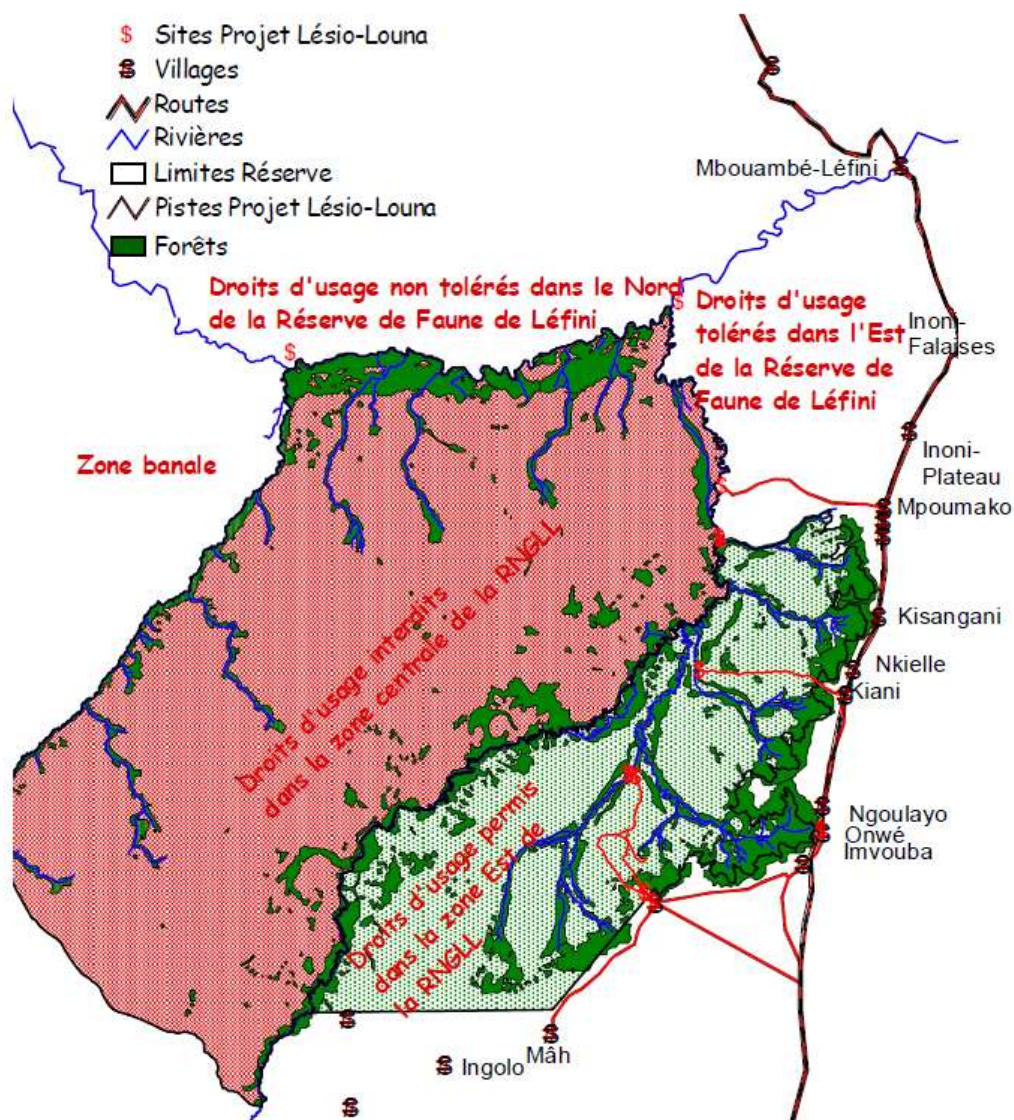 Sites Projet Lésio-Louna
Villages
Routes
Rivières
Limites Réserve
Pistes Projet Lésio-Louna
Forêts
Mbouambé-Léfini
Droits d'usage non tolérés dans le Nord
de la Réserve de Faune de Léfini
Droits d'usage
tolérés dans l'Est
de la Réserve de
Faune de Léfini
Inoni-
Falaises
Zone banale
Inoni-
Plateau
Mpoumako
Droits d'usage interdits
dans la zone centrale de la RNGLL
Kisangani
Nkielle
Kiani
Droits d'usage permis
dans la zone Est de
la RNGLL
Ngoulayo
Onwé
Imvouba
Mâh
Ingolo